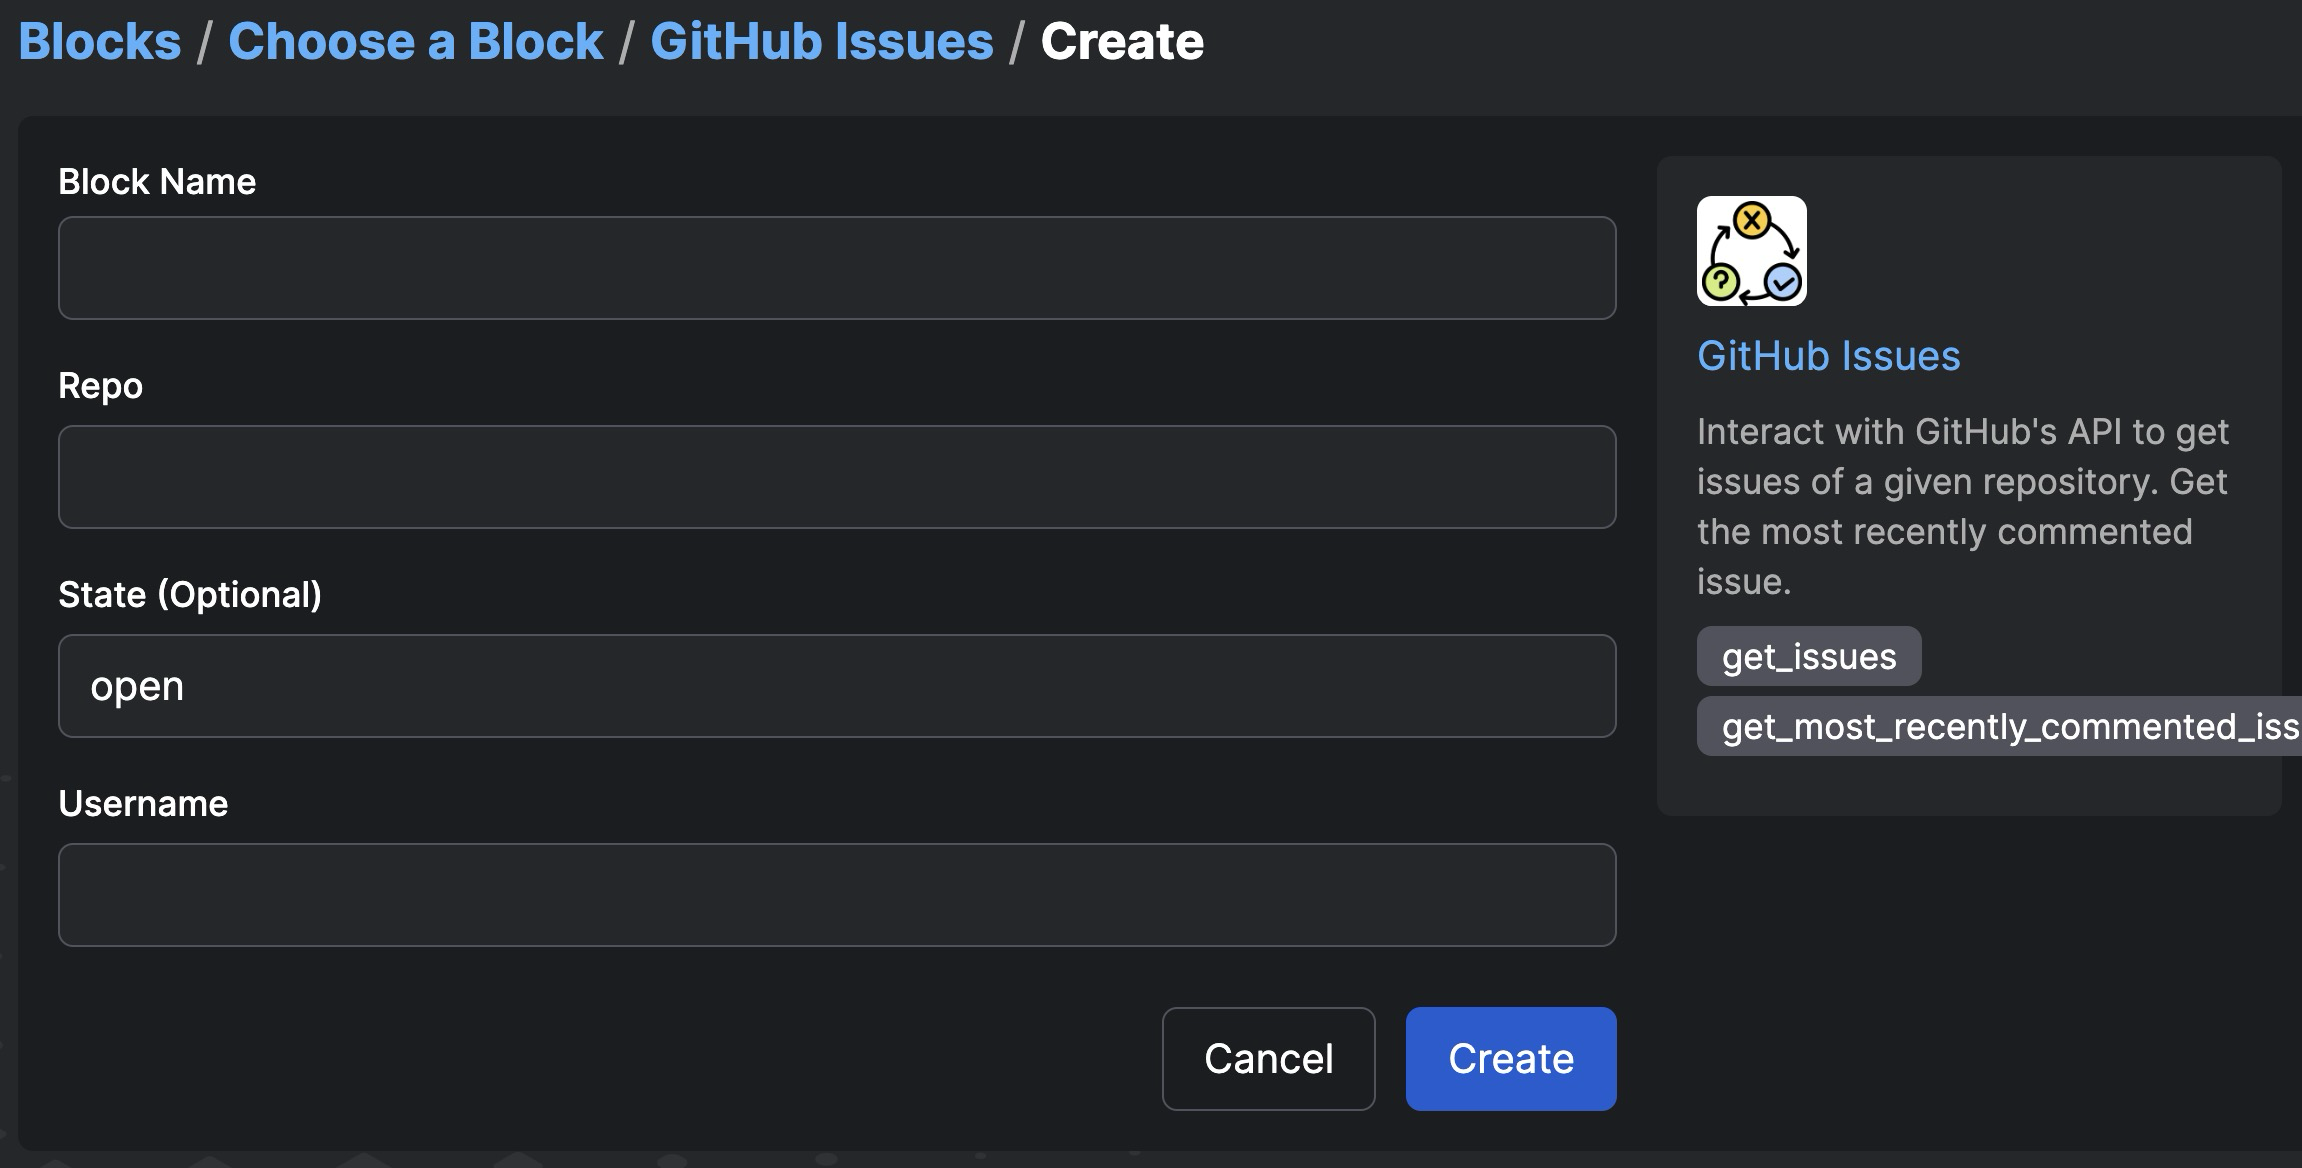 Blocks / Choose a Block / GitHub Issues / Create
Block Name
Repo
State (Optional)
open
Username
Cancel
Create
GitHub Issues
Interact with GitHub's API to get
issues of a given repository. Get
the most recently commented
issue.
get_issues
get_most_recently_commented_iss